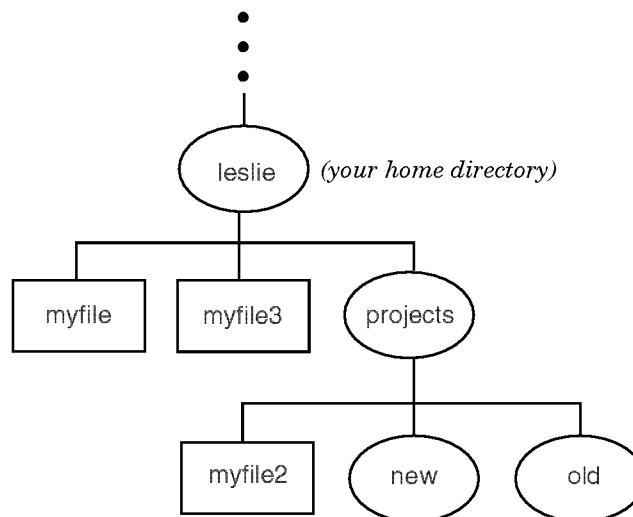 leslie (your home directory)
myfile myfile3 projects
myfile2 new old